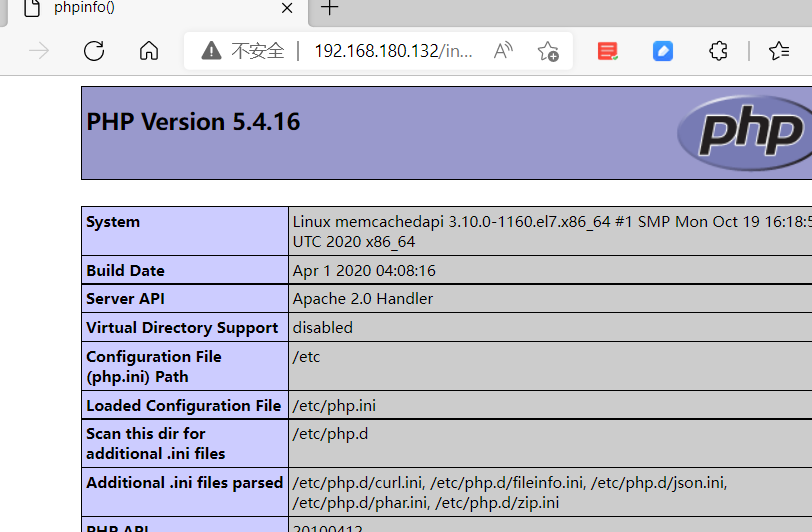 phpinfo()
不安全 192.168.180.132/in...
PHP Version 5.4.16
php
System
Linux memcachedapi 3.10.0-1160.el7.x86_64 #1 SMP Mon Oct 19 16:18:5
UTC 2020 x86_64
Build Date
Apr 1 2020 04:08:16
Server API
Apache 2.0 Handler
Virtual Directory Support
disabled
Configuration File
(php.ini) Path
/etc
Loaded Configuration File
/etc/php.ini
Scan this dir for
additional .ini files
/etc/php.d
Additional .ini files parsed
/etc/php.d/curl.ini, /etc/php.d/fileinfo.ini, /etc/php.d/json.ini,
/etc/php.d/phar.ini, /etc/php.d/zip.ini
PHP API
20100412